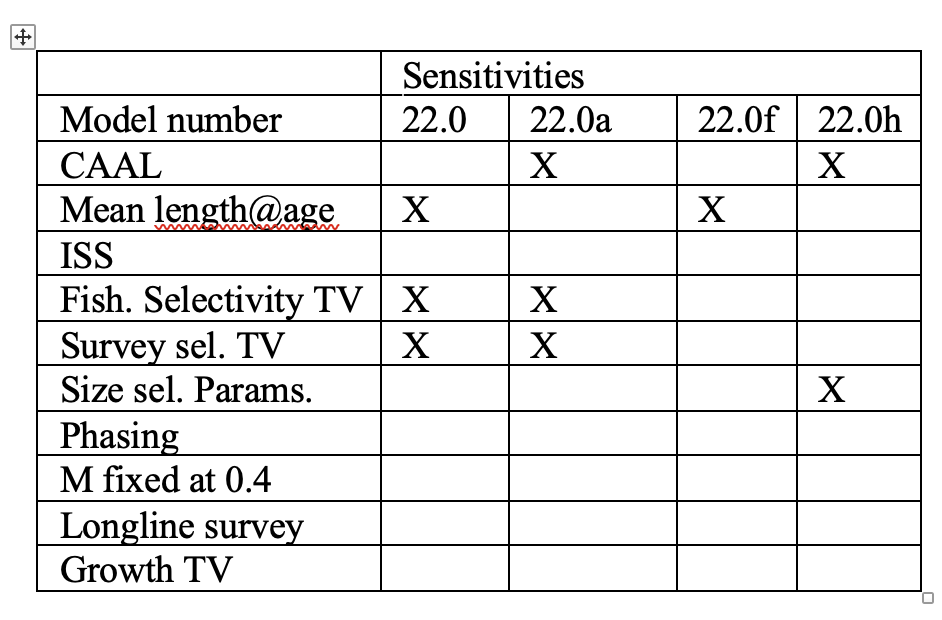 Sensitivities
Model number 22.0 22.0a 22.0f 22.0h
CAAL X X
Mean length@age X X
ISS
Fish. Selectivity TV X X
Survey sel. TV X X
Size sel. Params. X
Phasing
M fixed at 0.4
Longline survey
Growth TV